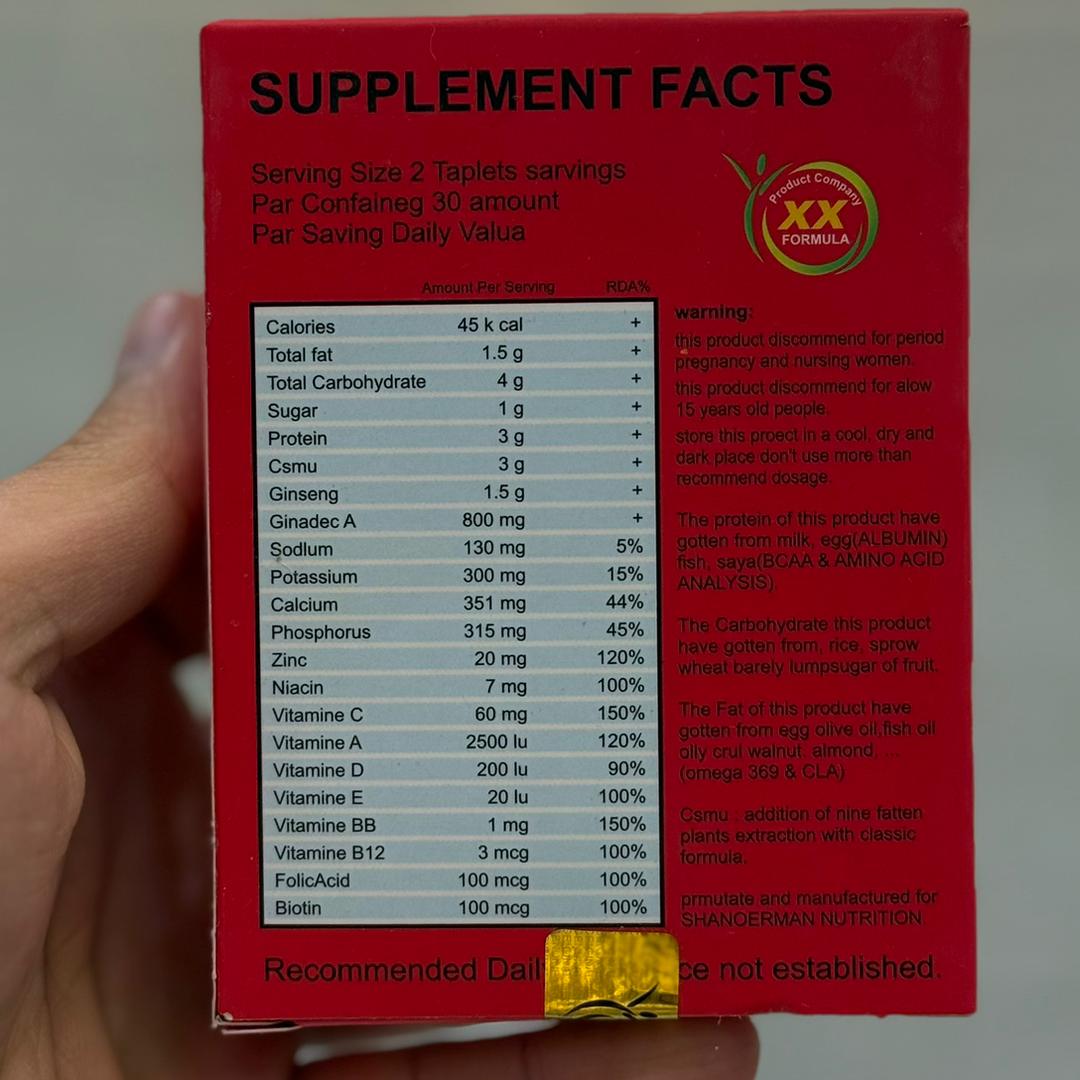 SUPPLEMENT FACTS
Serving Size 2 Taplets sarvings
Par Confaineg 30 amount
Par Saving Daily Valua
Product Company
XX
FORMULA
Amount Per Serving RDA%
Calories 45 k cal +
Total fat 1.5 g +
Total Carbohydrate 4 g +
Sugar 1 g +
Protein 3 g +
Csmu 3 g +
Ginseng 1.5 g +
Ginadec A 800 mg +
Sodlum 130 mg 5%
Potassium 300 mg 15%
Calcium 351 mg 44%
Phosphorus 315 mg 45%
Zinc 20 mg 120%
Niacin 7 mg 100%
Vitamine C 60 mg 150%
Vitamine A 2500 lu 120%
Vitamine D 200 lu 90%
Vitamine E 20 lu 100%
Vitamine BB 1 mg 150%
Vitamine B12 3 mcg 100%
FolicAcid 100 mcg 100%
Biotin 100 mcg 100%
warning:
this product discommend for period
pregnancy and nursing women.
this product discommend for alow
15 years old people.
store this proect in a cool, dry and
dark place don't use more than
recommend dosage.
The protein of this product have
gotten from milk, egg(ALBUMIN)
fish, saya(BCAA & AMINO ACID
ANALYSIS).
The Carbohydrate this product
have gotten from, rice, sprow
wheat barely lumpsugar of fruit.
The Fat of this product have
gotten from egg olive oil,fish oil
olly crul walnut. almond, ...
(omega 369 & CLA)
Csmu : addition of nine fatten
plants extraction with classic
formula.
prmutate and manufactured for
SHANOERMAN NUTRITION
Recommended Dail ce not established.